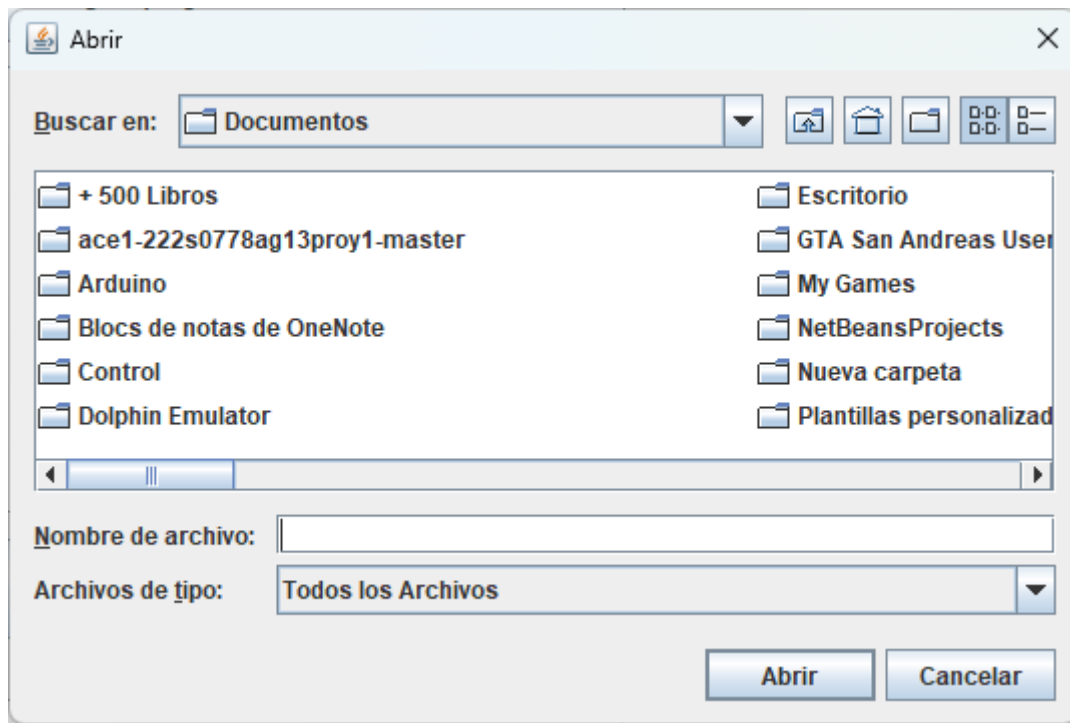 Abrir
Buscar en: Documentos
+ 500 Libros
ace1-222s0778ag13proy1-master
Arduino
Blocs de notas de OneNote
Control
Dolphin Emulator
Escritorio
GTA San Andreas User
My Games
NetBeansProjects
Nueva carpeta
Plantillas personalizad
Nombre de archivo:
Archivos de tipo: Todos los Archivos
Abrir Cancelar